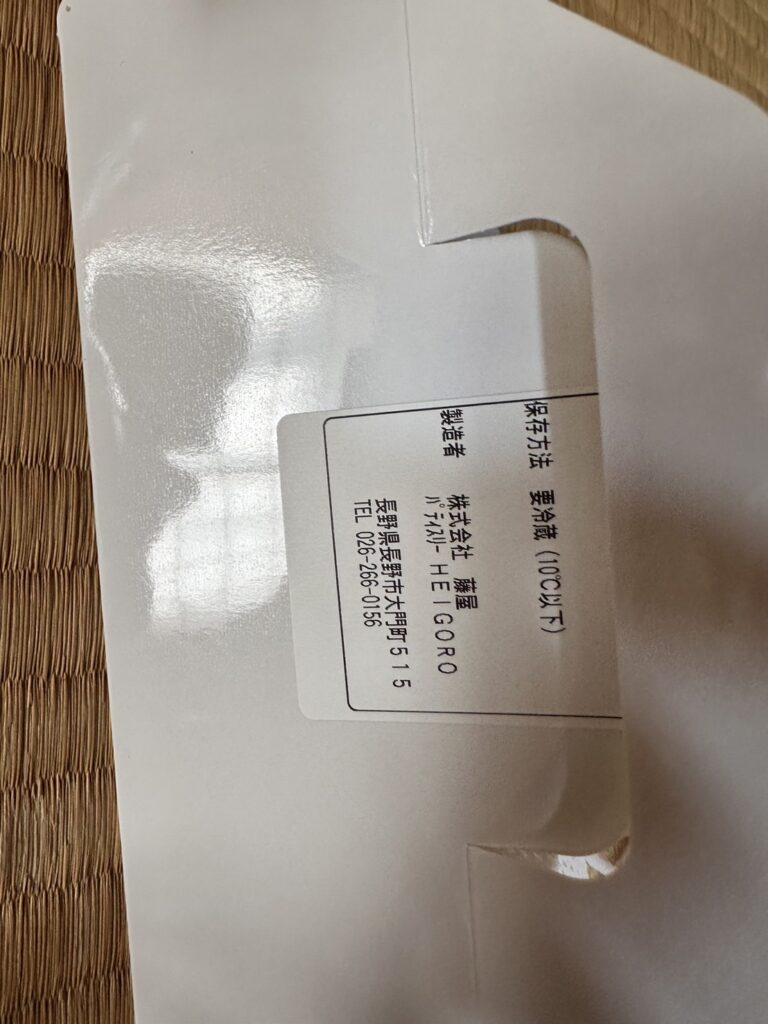 保存方法 要冷蔵（10℃以下）
製造者 株式会社 藤屋
ﾊﾟﾃｨｽﾘｰ ＨＥＩＧＯＲＯ
長野県長野市大門町５１５
TEL 026-266-0156